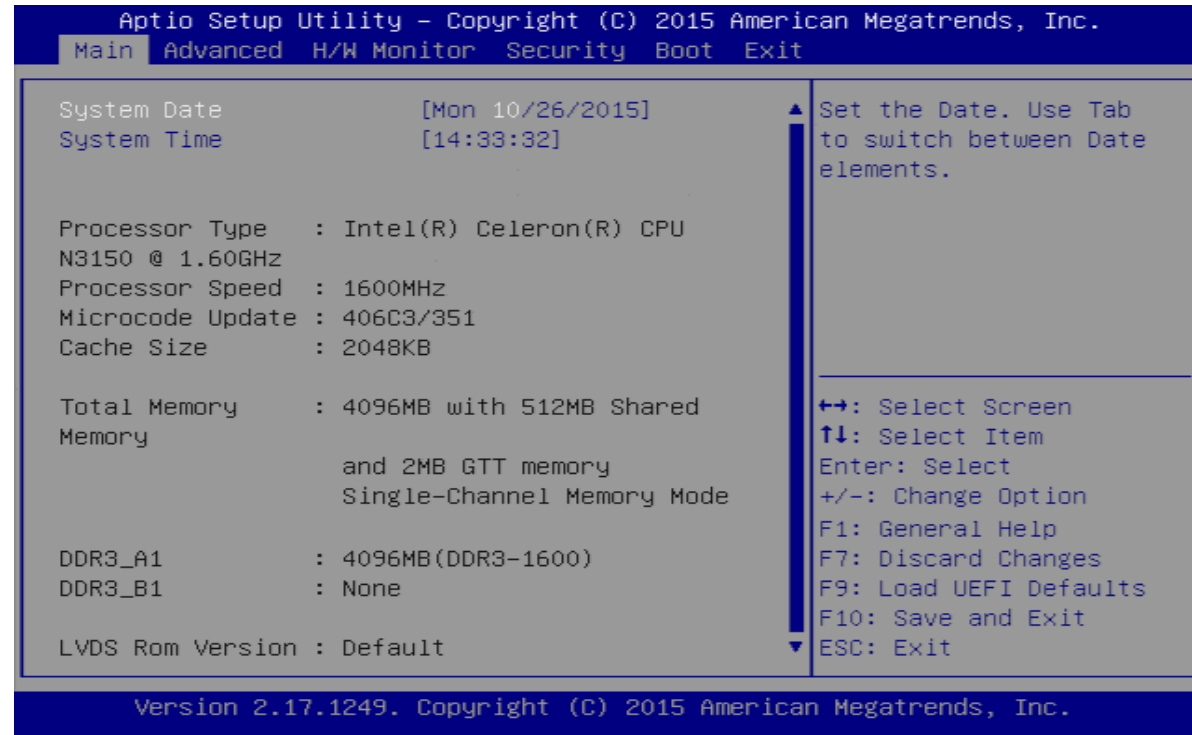 Aptio Setup Utility – Copyright (C) 2015 American Megatrends, Inc.
Main Advanced H/W Monitor Security Boot Exit
System Date [Mon 10/26/2015]
System Time [14:33:32]
Processor Type : Intel(R) Celeron(R) CPU
N3150 @ 1.60GHz
Processor Speed : 1600MHz
Microcode Update : 406C3/351
Cache Size : 2048KB
Total Memory : 4096MB with 512MB Shared
Memory
and 2MB GTT memory
Single-Channel Memory Mode
DDR3_A1 : 4096MB(DDR3-1600)
DDR3_B1 : None
LVDS Rom Version : Default
Set the Date. Use Tab
to switch between Date
elements.
←→: Select Screen
↑↓: Select Item
Enter: Select
+/-: Change Option
F1: General Help
F7: Discard Changes
F9: Load UEFI Defaults
F10: Save and Exit
ESC: Exit
Version 2.17.1249. Copyright (C) 2015 American Megatrends, Inc.